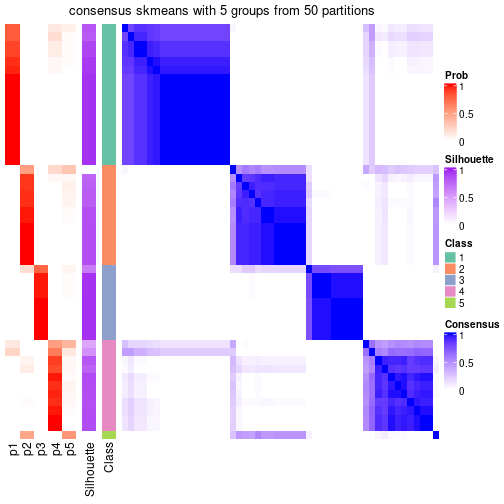 consensus skmeans with 5 groups from 50 partitions
Prob
1
0.5
0
Silhouette
1
0.5
0
Class
1
2
3
4
5
Consensus
1
0.5
0
p1
p2
p3
p4
p5
Silhouette
Class